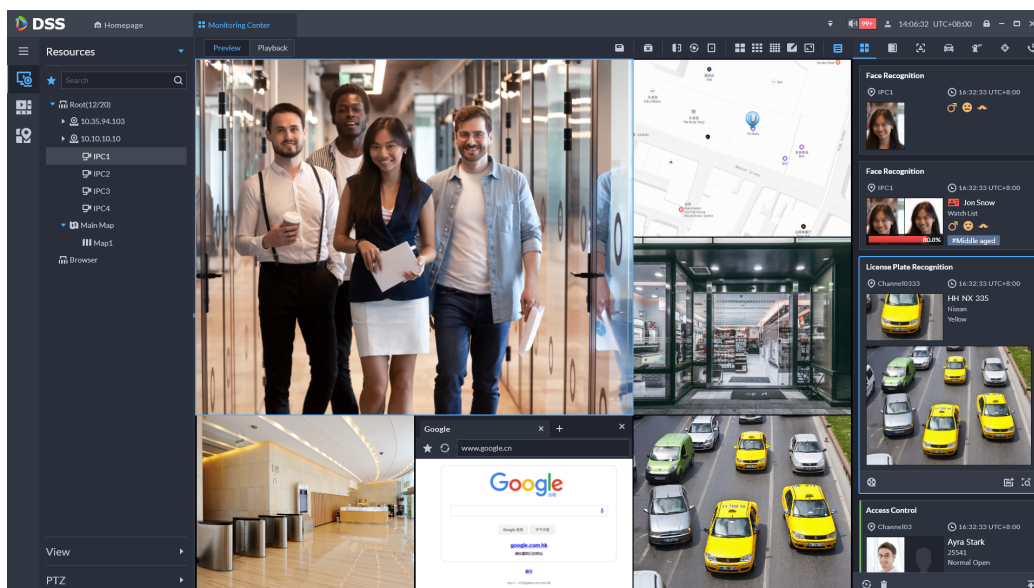 DSS
Homepage
Monitoring Center
99+
14:06:32 UTC+08:00
Resources
Preview
Playback
Search
Root(12/20)
10.35.94.103
10.10.10.10
IPC1
IPC2
IPC3
IPC4
Main Map
Map1
Browser
View
PTZ
Google
www.google.cn
Google
google.com.hk
Face Recognition
IPC1
16:32:33 UTC+8:00
Face Recognition
IPC1
16:32:33 UTC+8:00
Jon Snow
Watch List
80.8%
#Middle aged
License Plate Recognition
Channel0333
16:32:33 UTC+8:00
HH NX 335
Nissan
Yellow
Access Control
Channel03
16:32:33 UTC+8:00
Ayra Stark
25541
Normal Open